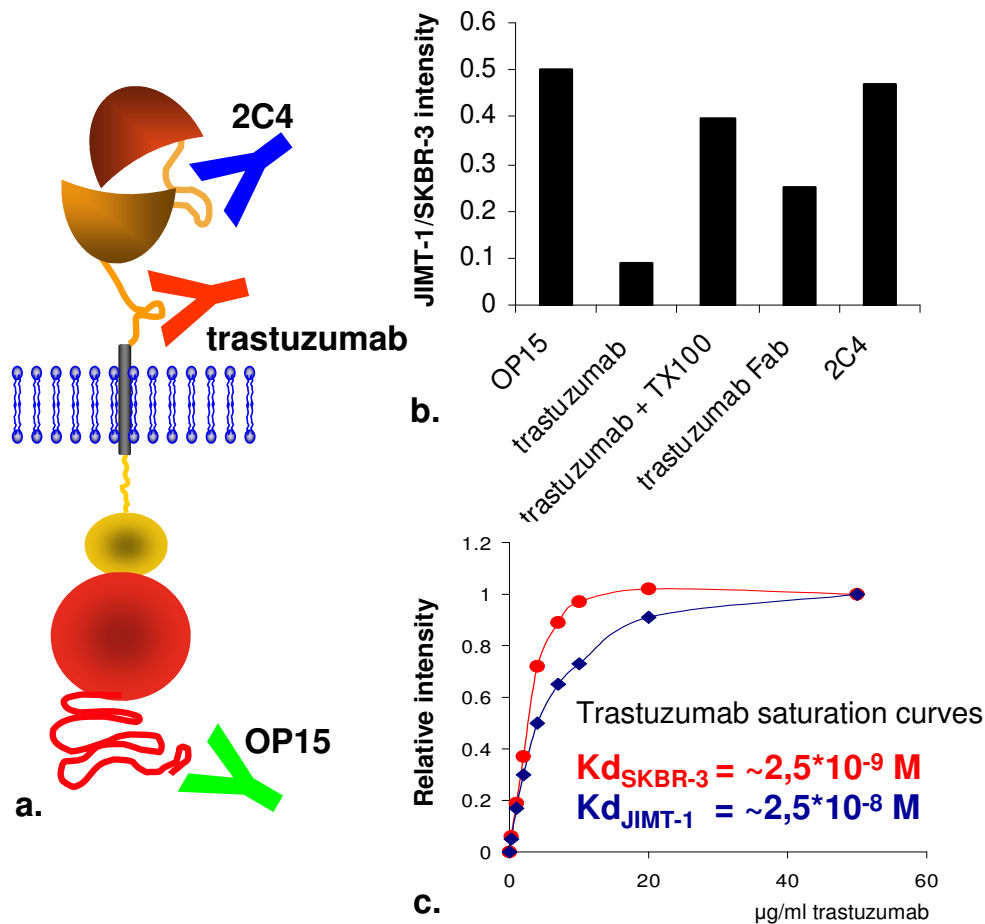 2C4
trastuzumab
OP15
a.
JIMT-1/SKBR-3 intensity
0.6
0.5
0.4
0.3
0.2
0.1
0
OP15
trastuzumab
trastuzumab + TX100
trastuzumab Fab
2C4
b.
Relative intensity
1.2
1
0.8
0.6
0.4
0.2
0
Trastuzumab saturation curves
Kd SKBR-3 = ~2,5*10-9 M
Kd JIMT-1 = ~2,5*10-8 M
0
20
40
60
µg/ml trastuzumab
c.